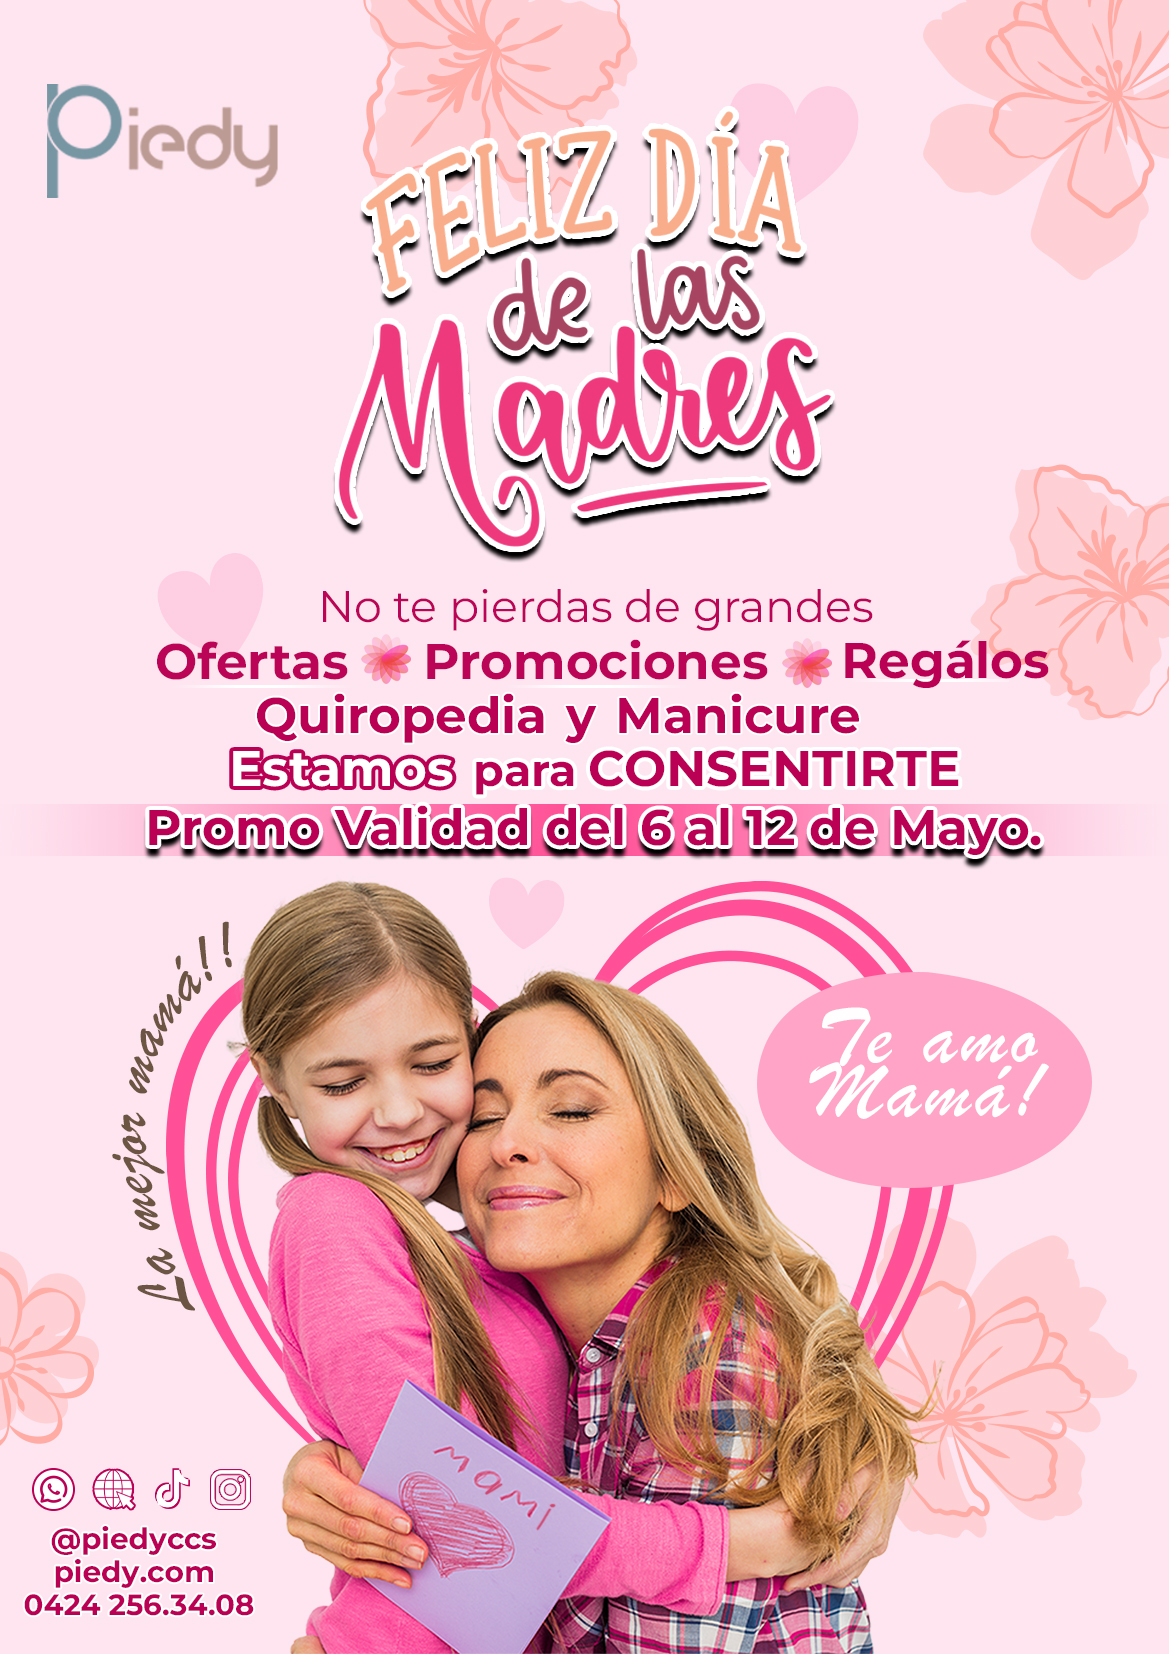 Piedy
FELIZ DÍA
de las
Madres
No te pierdas de grandes
Ofertas Promociones Regálos
Quiropedia y Manicure
Estamos para CONSENTIRTE
Promo Validad del 6 al 12 de Mayo.
La mejor mamá!!
Te amo
Mamá!
MAMI
@piedyccs
piedy.com
0424 256.34.08